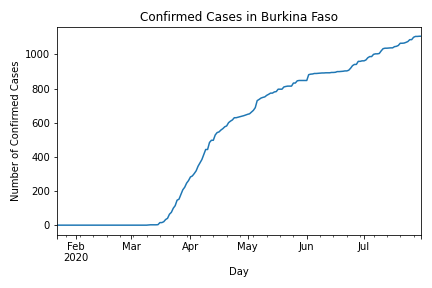 Confirmed Cases in Burkina Faso
Number of Confirmed Cases
1000
800
600
400
200
0
Feb Mar Apr May Jun Jul
2020
Day